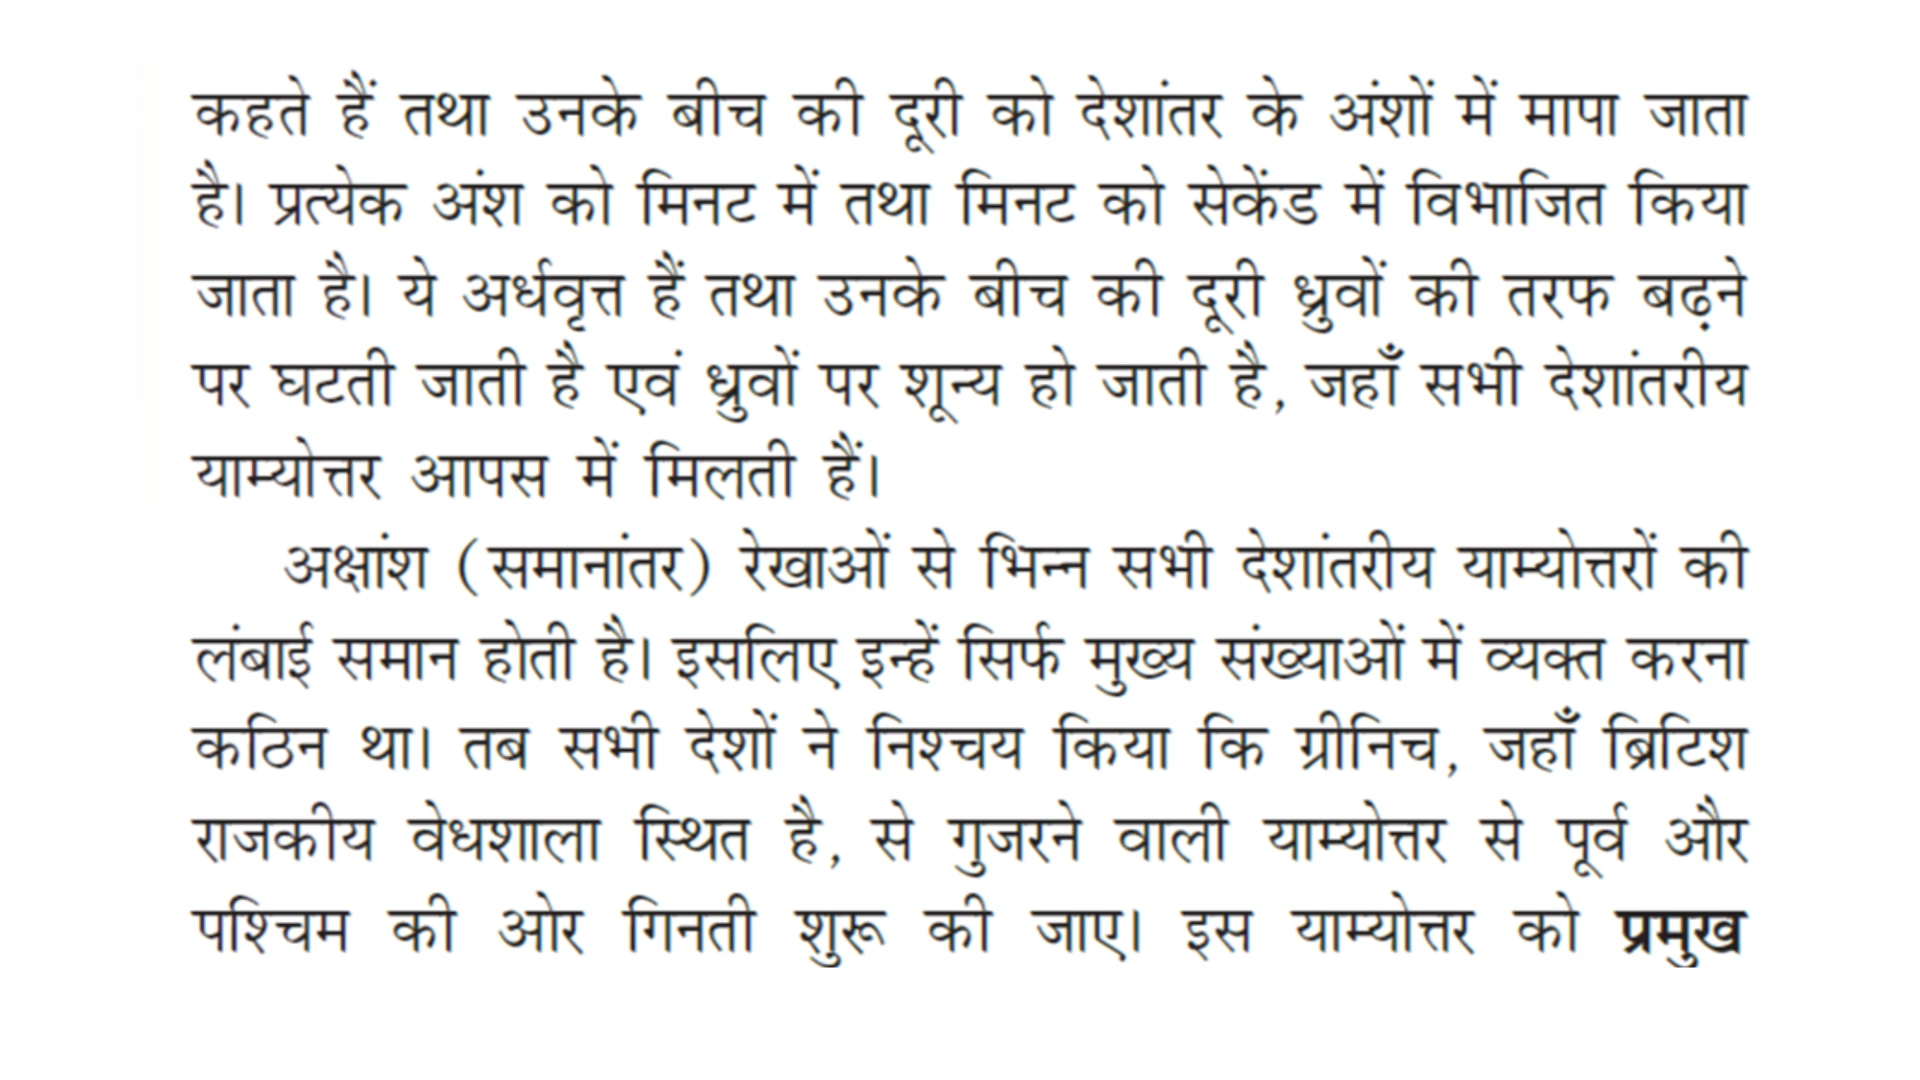 कहते हैं तथा उनके बीच की दूरी को देशांतर के अंशों में मापा जाता
है। प्रत्येक अंश को मिनट में तथा मिनट को सेकेंड में विभाजित किया
जाता है। ये अर्धवृत्त हैं तथा उनके बीच की दूरी ध्रुवों की तरफ बढ़ने
पर घटती जाती है एवं ध्रुवों पर शून्य हो जाती है, जहाँ सभी देशांतरीय
याम्योत्तर आपस में मिलती हैं।
अक्षांश (समानांतर) रेखाओं से भिन्न सभी देशांतरीय याम्योत्तरों की
लंबाई समान होती है। इसलिए इन्हें सिर्फ मुख्य संख्याओं में व्यक्त करना
कठिन था। तब सभी देशों ने निश्चय किया कि ग्रीनिच, जहाँ ब्रिटिश
राजकीय वेधशाला स्थित है, से गुजरने वाली याम्योत्तर से पूर्व और
पश्चिम की ओर गिनती शुरू की जाए। इस याम्योत्तर को प्रमुख